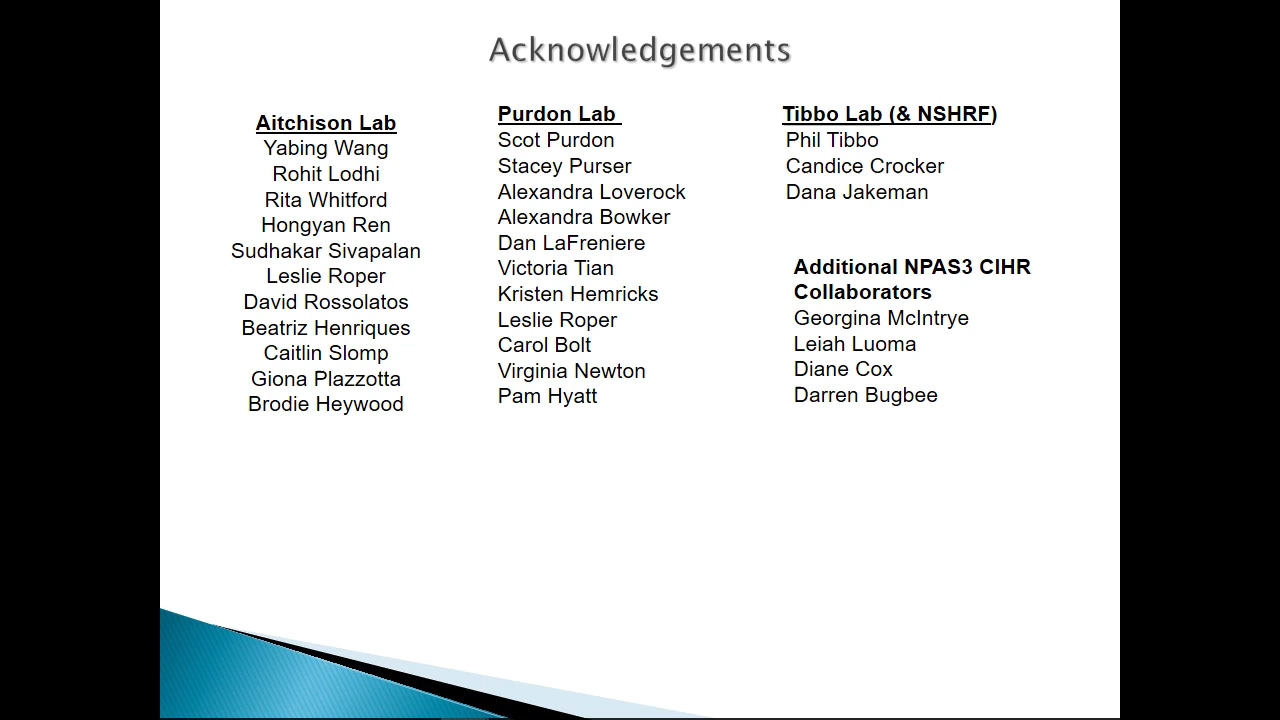 Acknowledgements
Aitchison Lab
Yabing Wang
Rohit Lodhi
Rita Whitford
Hongyan Ren
Sudhakar Sivapalan
Leslie Roper
David Rossolatos
Beatriz Henriques
Caitlin Slomp
Giona Plazzotta
Brodie Heywood
Purdon Lab
Scot Purdon
Stacey Purser
Alexandra Loverock
Alexandra Bowker
Dan LaFreniere
Victoria Tian
Kristen Hemricks
Leslie Roper
Carol Bolt
Virginia Newton
Pam Hyatt
Tibbo Lab (& NSHRF)
Phil Tibbo
Candice Crocker
Dana Jakeman
Additional NPAS3 CIHR
Collaborators
Georgina McIntrye
Leiah Luoma
Diane Cox
Darren Bugbee